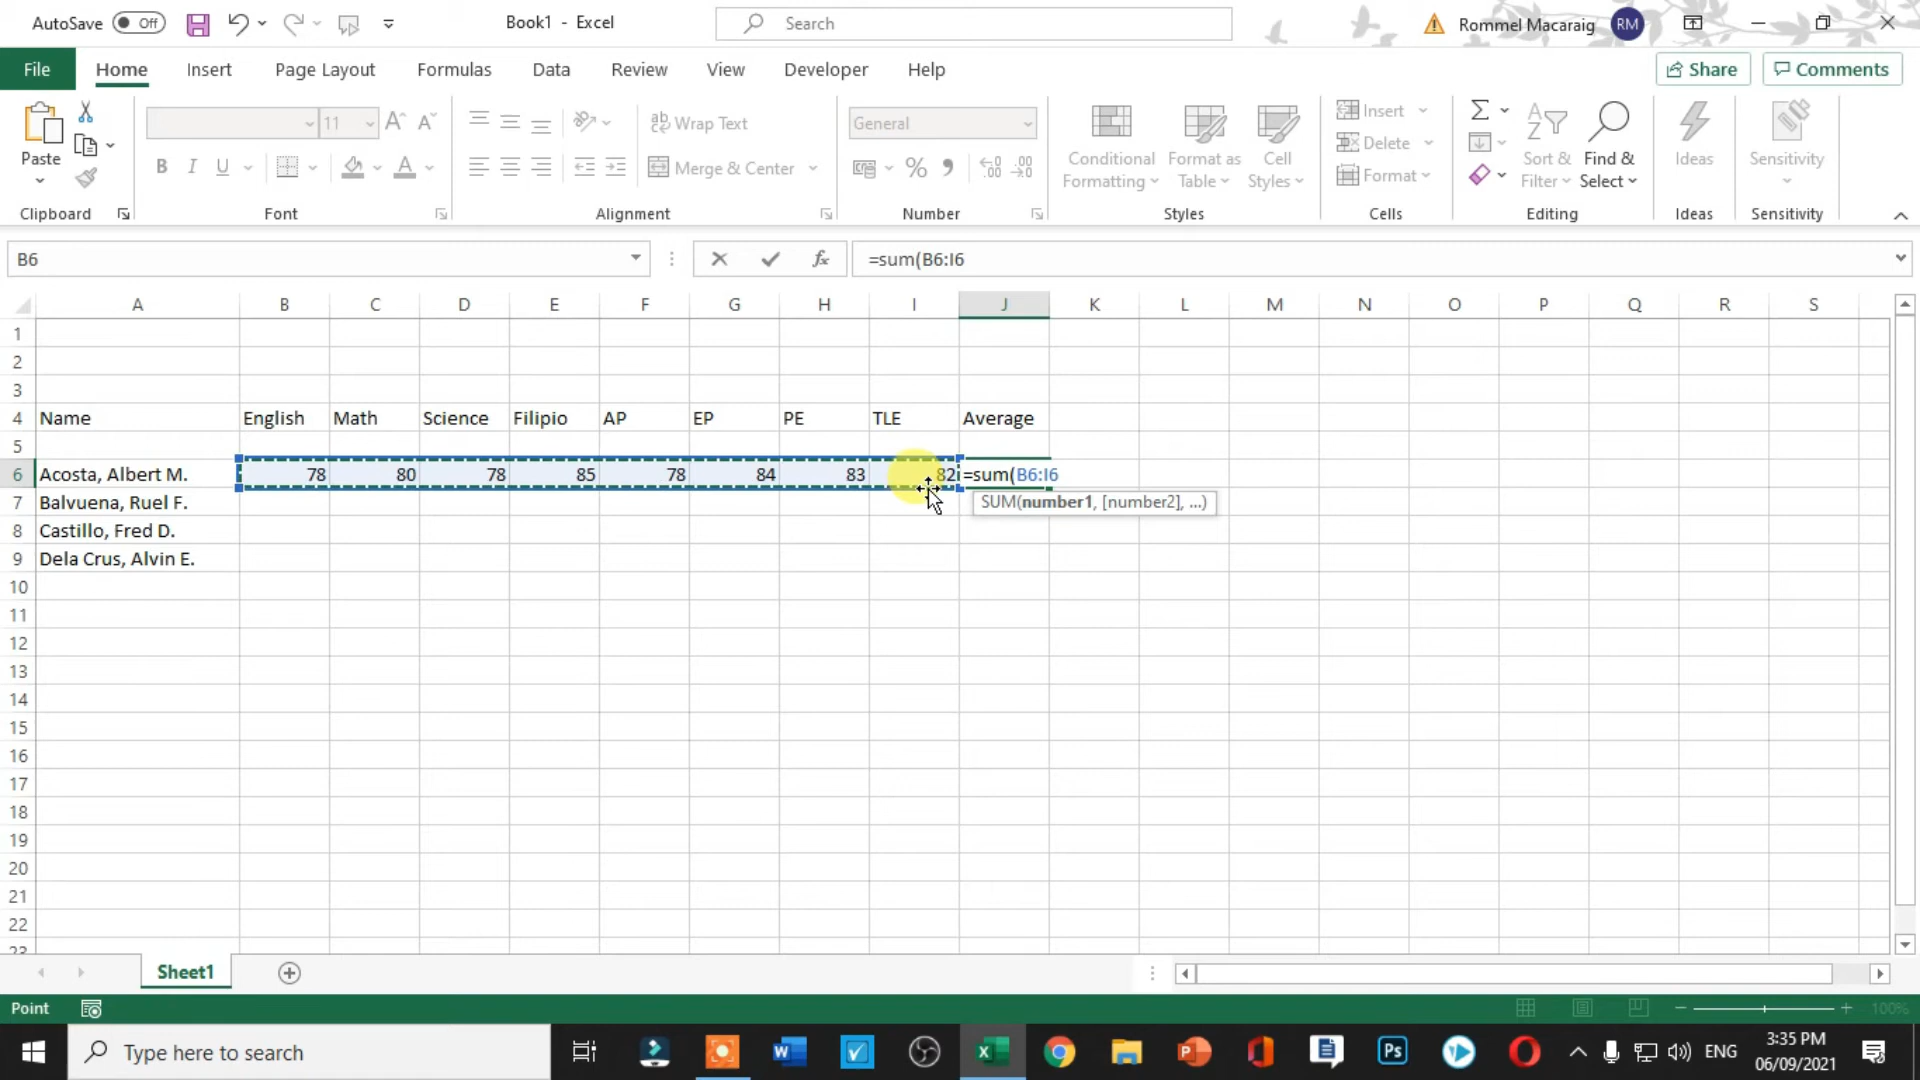 AutoSave Off Book1 - Excel Search Rommel Macaraig RM
File Home Insert Page Layout Formulas Data Review View Developer Help Share Comments
Paste 11 Wrap Text General Insert
B I U Merge & Center Conditional Formatting Format as Table Cell Styles Delete Sort & Filter Find & Select Ideas Sensitivity
Format
Clipboard Font Alignment Number Styles Cells Editing Ideas Sensitivity
B6 fx =sum(B6:I6
A B C D E F G H I J K L M N O P Q R S
1
2
3
4 Name English Math Science Filipio AP EP PE TLE Average
5
6 Acosta, Albert M. 78 80 78 85 78 84 83 82 =sum(B6:I6
7 Balvuena, Ruel F. SUM(number1, [number2], ...)
8 Castillo, Fred D.
9 Dela Crus, Alvin E.
10
11
12
13
14
15
16
17
18
19
20
21
22
23
Sheet1
Point 100%
Type here to search ENG 3:35 PM
06/09/2021